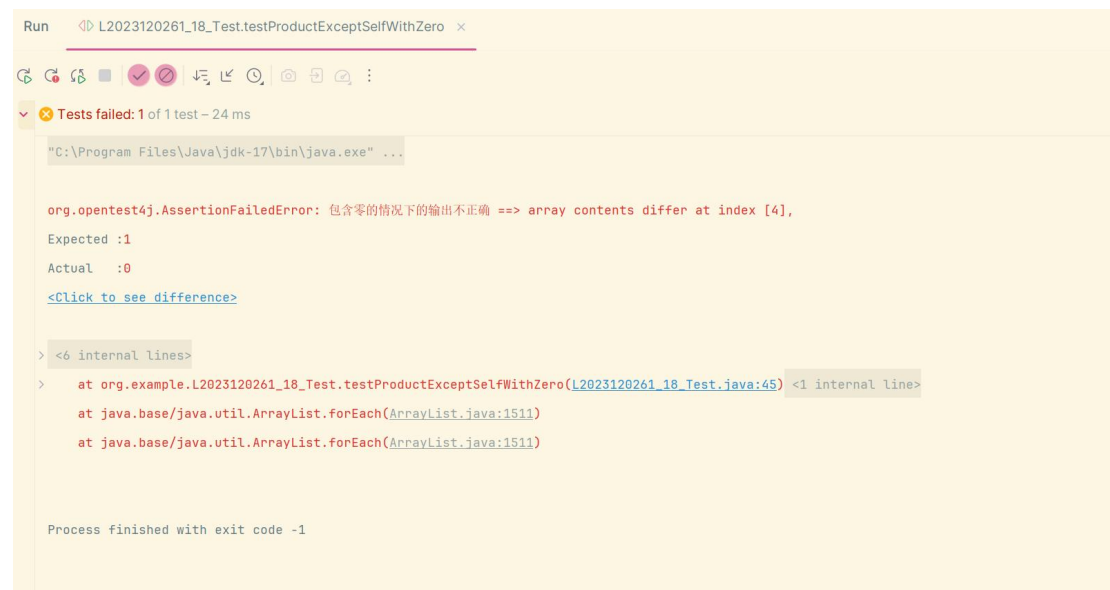 Run L2023120261_18_Test.testProductExceptSelfWithZero ×
Tests failed: 1 of 1 test – 24 ms
"C:\Program Files\Java\jdk-17\bin\java.exe" ...
org.opentest4j.AssertionFailedError: 包含零的情况下的输出不正确 ==> array contents differ at index [4],
Expected :1
Actual   :0
<Click to see difference>
<6 internal lines>
at org.example.L2023120261_18_Test.testProductExceptSelfWithZero(L2023120261_18_Test.java:45) <1 internal line>
at java.base/java.util.ArrayList.forEach(ArrayList.java:1511)
at java.base/java.util.ArrayList.forEach(ArrayList.java:1511)
Process finished with exit code -1